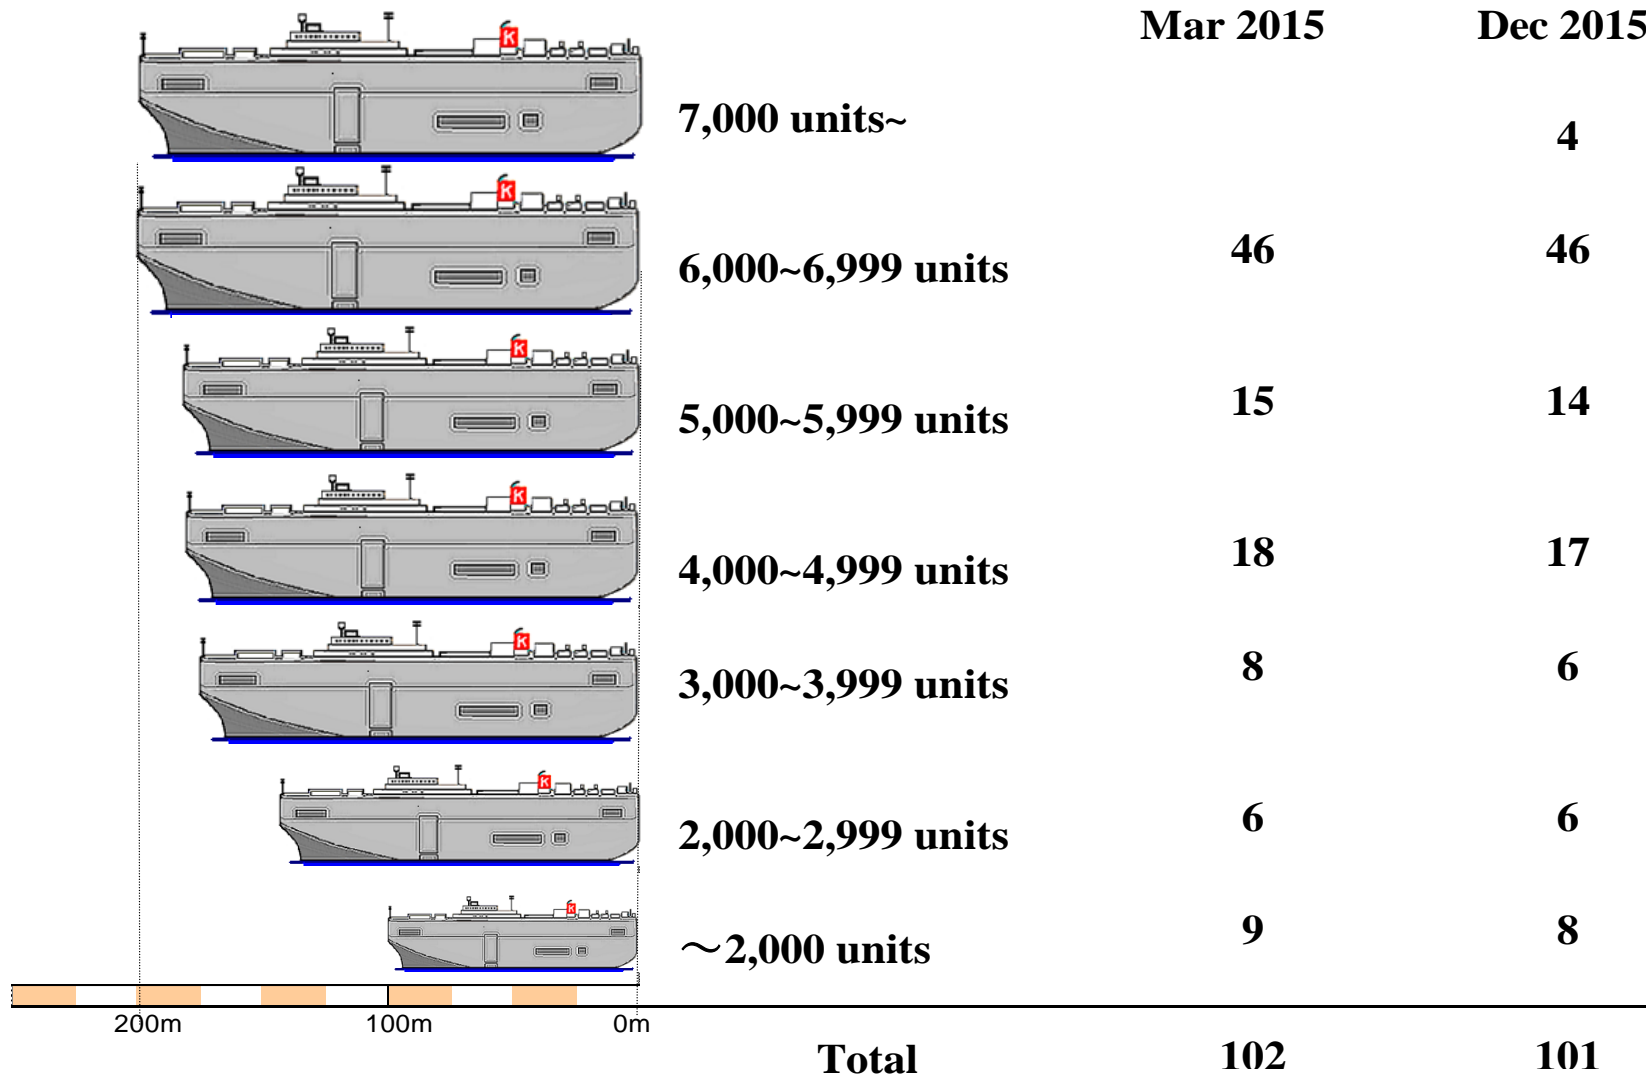 Mar 2015 Dec 2015
K
7,000 units~ 4
K
6,000~6,999 units 46 46
K
5,000~5,999 units 15 14
K
4,000~4,999 units 18 17
K
3,000~3,999 units 8 6
K
2,000~2,999 units 6 6
K
～2,000 units 9 8
200m 100m 0m
Total 102 101